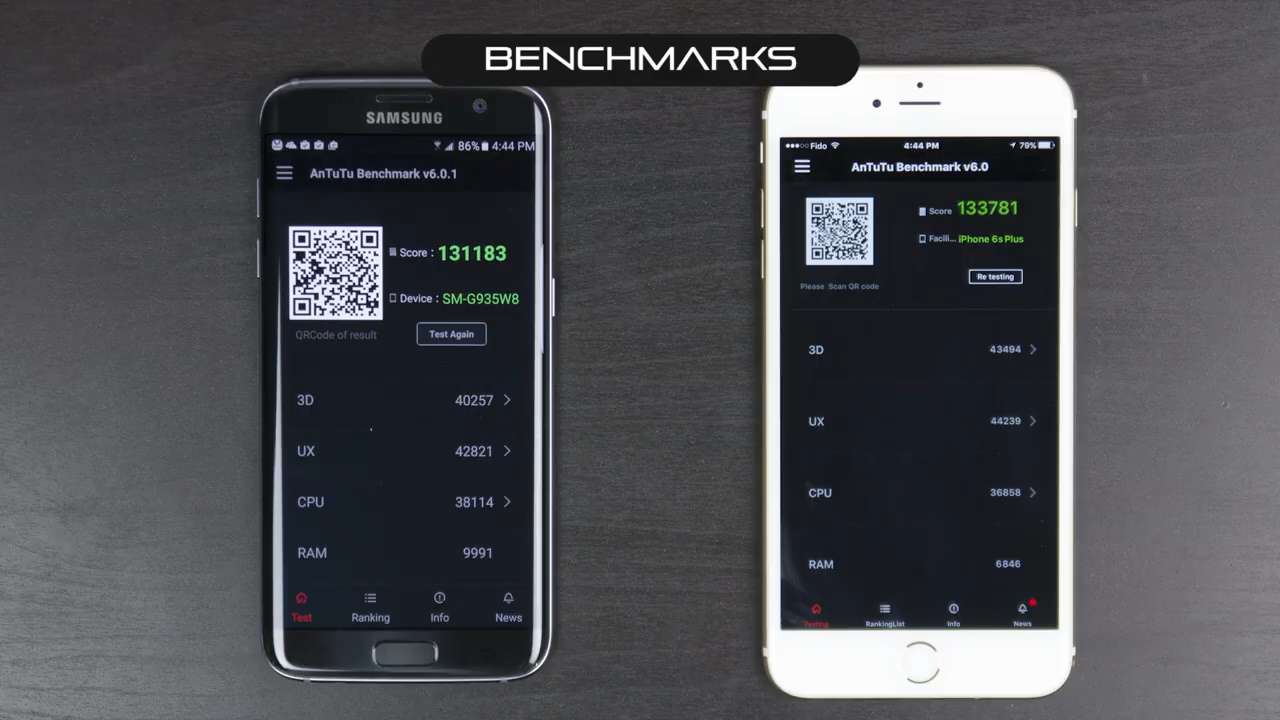 BENCHMARKS
SAMSUNG
86% 4:44 PM
AnTuTu Benchmark v6.0.1
Score : 131183
Device : SM-G935W8
QRCode of result
Test Again
3D 40257
UX 42821
CPU 38114
RAM 9991
Test Ranking Info News
Fido 4:44 PM 79%
AnTuTu Benchmark v6.0
Score 133781
Facili... iPhone 6s Plus
Please Scan QR code
Re testing
3D 43494
UX 44239
CPU 36858
RAM 6846
Testing RankingList Info News